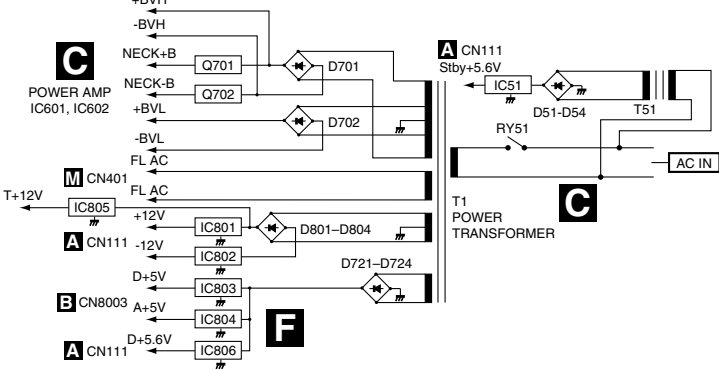 +BVH
-BVH
C
NECK+B
Q701
D701
A CN111
Stby+5.6V
IC51
D51-D54
T51
POWER AMP
IC601, IC602
NECK-B
Q702
+BVL
D702
RY51
-BVL
AC IN
FL AC
M CN401
FL AC
C
T+12V
IC805
T1
POWER
TRANSFORMER
+12V
IC801
D801–D804
A CN111
-12V
IC802
D721–D724
D+5V
IC803
B CN8003
A+5V
IC804
F
D+5.6V
A CN111
IC806